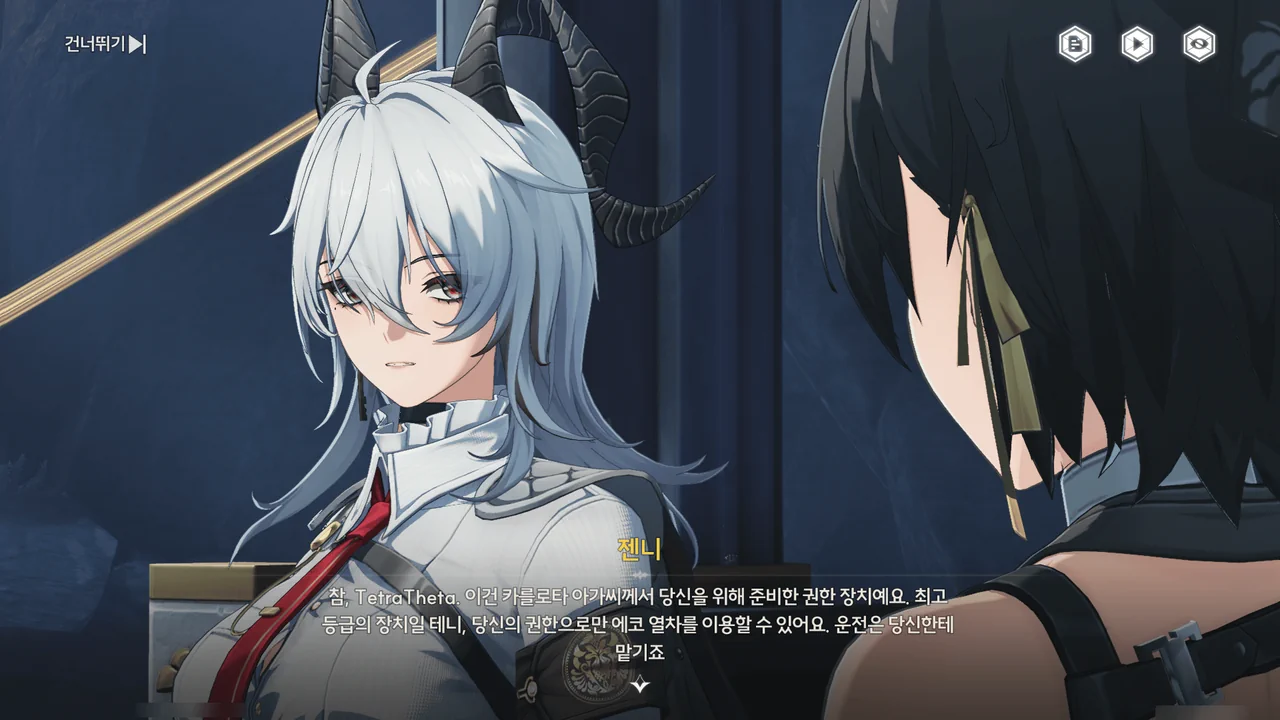 건너뛰기
젠니
참, TetraTheta. 이건 카를로타 아가씨께서 당신을 위해 준비한 권한 장치예요. 최고
등급의 장치일 테니, 당신의 권한으로만 에코 열차를 이용할 수 있어요. 운전은 당신한테
맡기죠